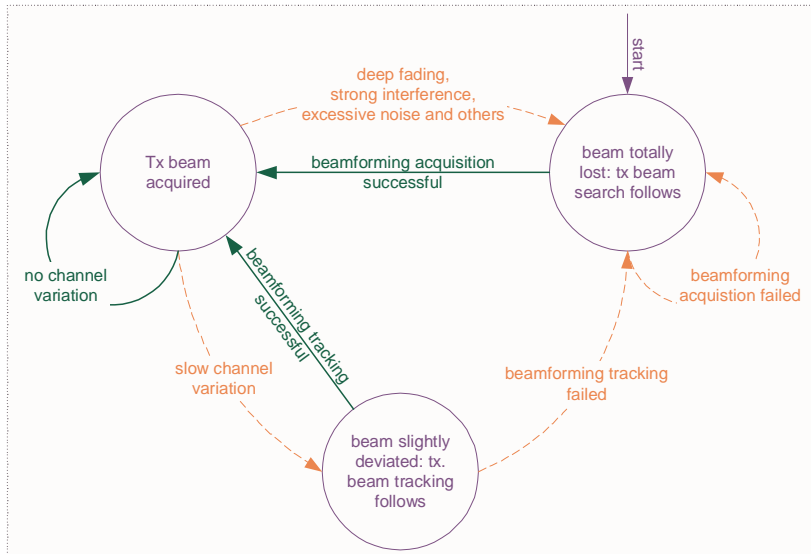 start
deep fading,
strong interference,
excessive noise and others
Tx beam
acquired
beamforming acquisition
successful
beam totally
lost: tx beam
search follows
no channel
variation
beamforming tracking
successful
beamforming
acquistion failed
slow channel
variation
beamforming tracking
failed
beam slightly
deviated: tx.
beam tracking
follows